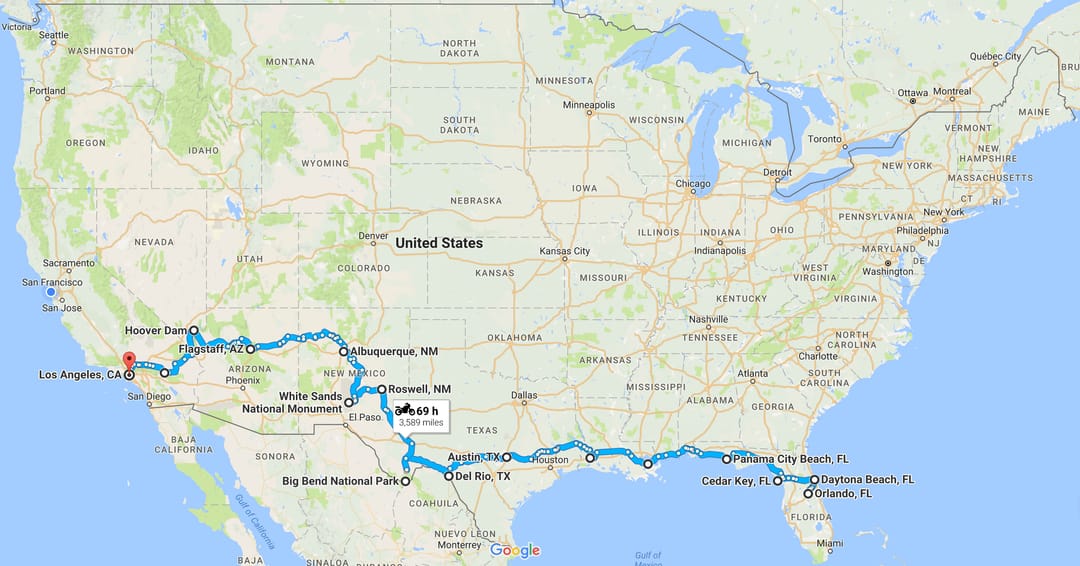 Victoria
Seattle
WASHINGTON
NORTH
DAKOTA
MONTANA
Québec City
MINNESOTA
Portland
Ottawa
Montreal
Minneapolis
MAINE
SOUTH
DAKOTA
WISCONSIN
VERMONT
OREGON
IDAHO
MICHIGAN
Toronto
NEW
HAMPSHIRE
WYOMING
NEW YORK
MASSACHUSETTS
Detroit
Chicago
IOWA
CT
RI
NEBRASKA
PENNSYLVANIA
New York
ILLINOIS
INDIANA
OHIO
Philadelphia
NEVADA
Denver
United States
Kansas City
Indianapolis
MARYLAND
NJ
UTAH
COLORADO
KANSAS
MISSOURI
WEST
VIRGINIA
DE
Washington
Sacramento
San Francisco
San Jose
KENTUCKY
VIRGINIA
Hoover Dam
Nashville
TENNESSEE
OKLAHOMA
NORTH
CAROLINA
Flagstaff, AZ
Albuquerque, NM
ARKANSAS
Charlotte
Los Angeles, CA
ARIZONA
Phoenix
NEW MEXICO
Atlanta
SOUTH
CAROLINA
MISSISSIPPI
Roswell, NM
San Diego
White Sands
National Monument
Dallas
ALABAMA
GEORGIA
69 h
3,589 miles
El Paso
TEXAS
BAJA
CALIFORNIA
SONORA
Austin, TX
Houston
Panama City Beach, FL
Big Bend National Park
Del Rio, TX
Cedar Key, FL
Daytona Beach, FL
Orlando, FL
COAHUILA
Gulf of
California
FLORIDA
NUEVO LEON
Monterrey
Google
Miami
BAJA
SINALOA
DURANGO
Gulf of
Mexico